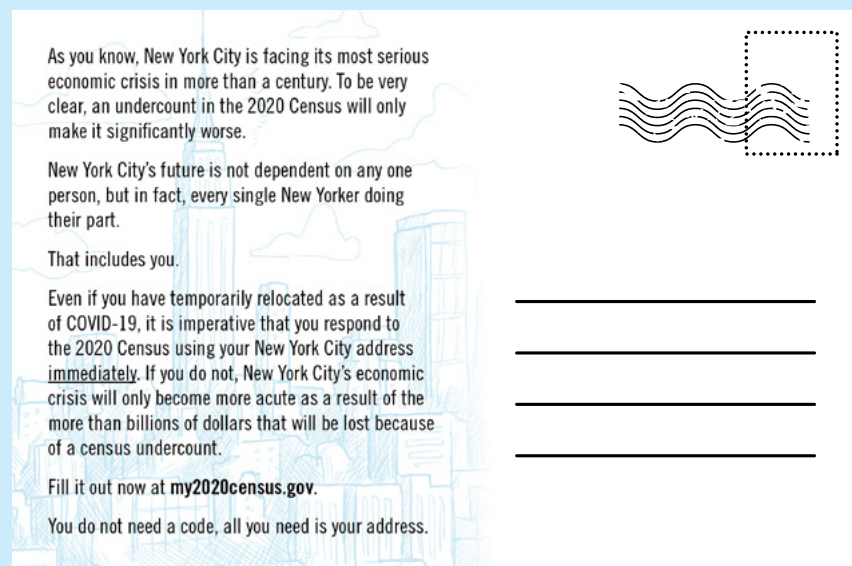 As you know, New York City is facing its most serious
economic crisis in more than a century. To be very
clear, an undercount in the 2020 Census will only
make it significantly worse.
New York City's future is not dependent on any one
person, but in fact, every single New Yorker doing
their part.
That includes you.
Even if you have temporarily relocated as a result
of COVID-19, it is imperative that you respond to
the 2020 Census using your New York City address
immediately. If you do not, New York City's economic
crisis will only become more acute as a result of the
more than billions of dollars that will be lost because
of a census undercount.
Fill it out now at my2020census.gov.
You do not need a code, all you need is your address.